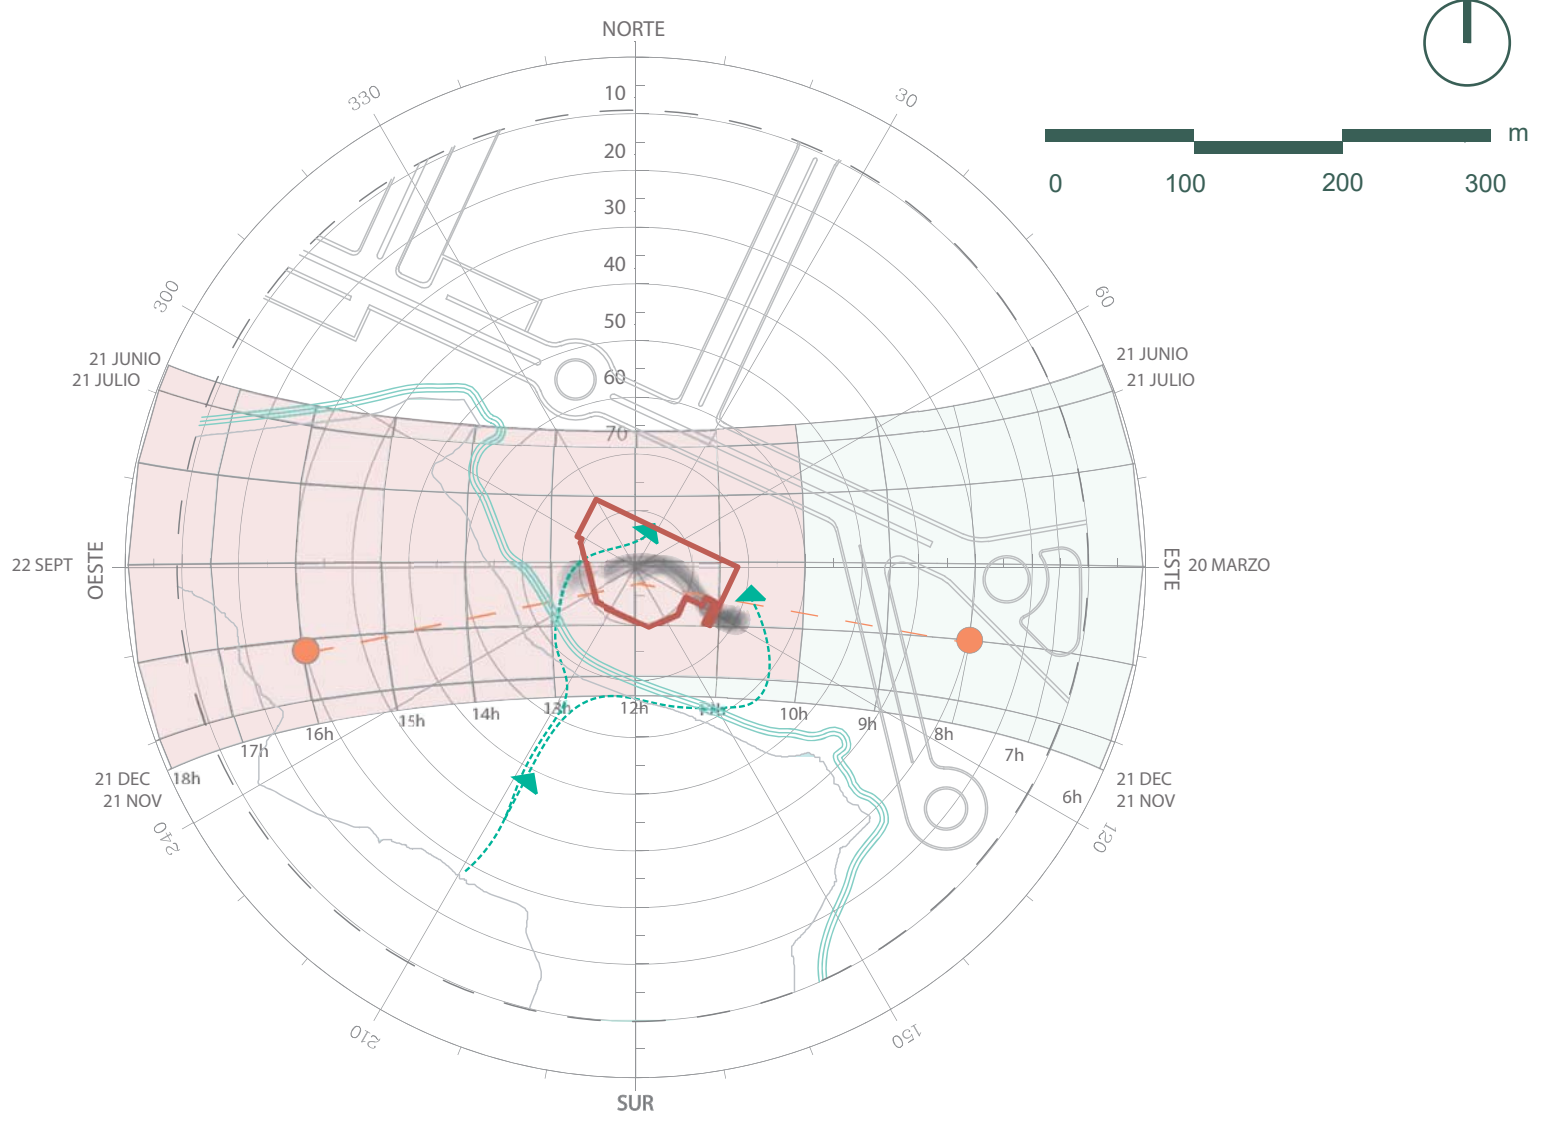 NORTE
10
330
30
m
20
0 100 200 300
30
40
300
60
50
21 JUNIO
21 JULIO
21 JUNIO
21 JULIO
60
70
22 SEPT
OESTE
ESTE
20 MARZO
18h
17h
16h
15h
14h
13h
12h
11h
10h
9h
8h
7h
6h
21 DEC
21 NOV
21 DEC
21 NOV
240
120
210
150
SUR